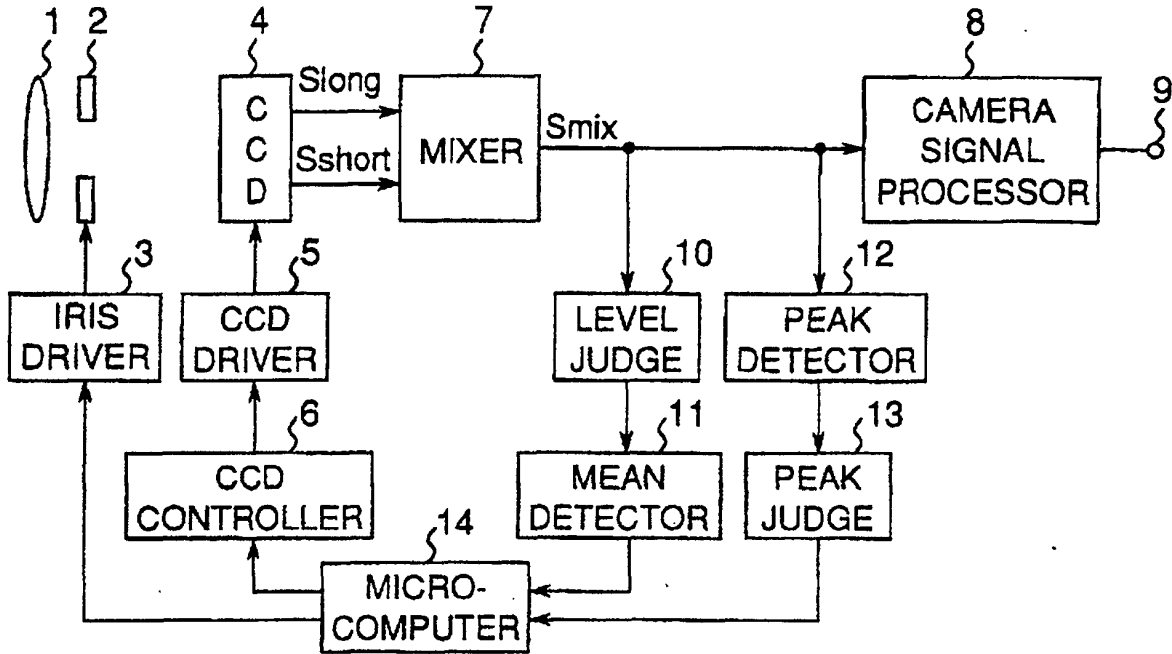 1
2
4
7
8
9
C
C
D
Slong
Sshort
MIXER
Smix
CAMERA
SIGNAL
PROCESSOR
3
5
10
12
IRIS
DRIVER
CCD
DRIVER
LEVEL
JUDGE
PEAK
DETECTOR
6
11
13
CCD
CONTROLLER
MEAN
DETECTOR
PEAK
JUDGE
14
MICRO-
COMPUTER